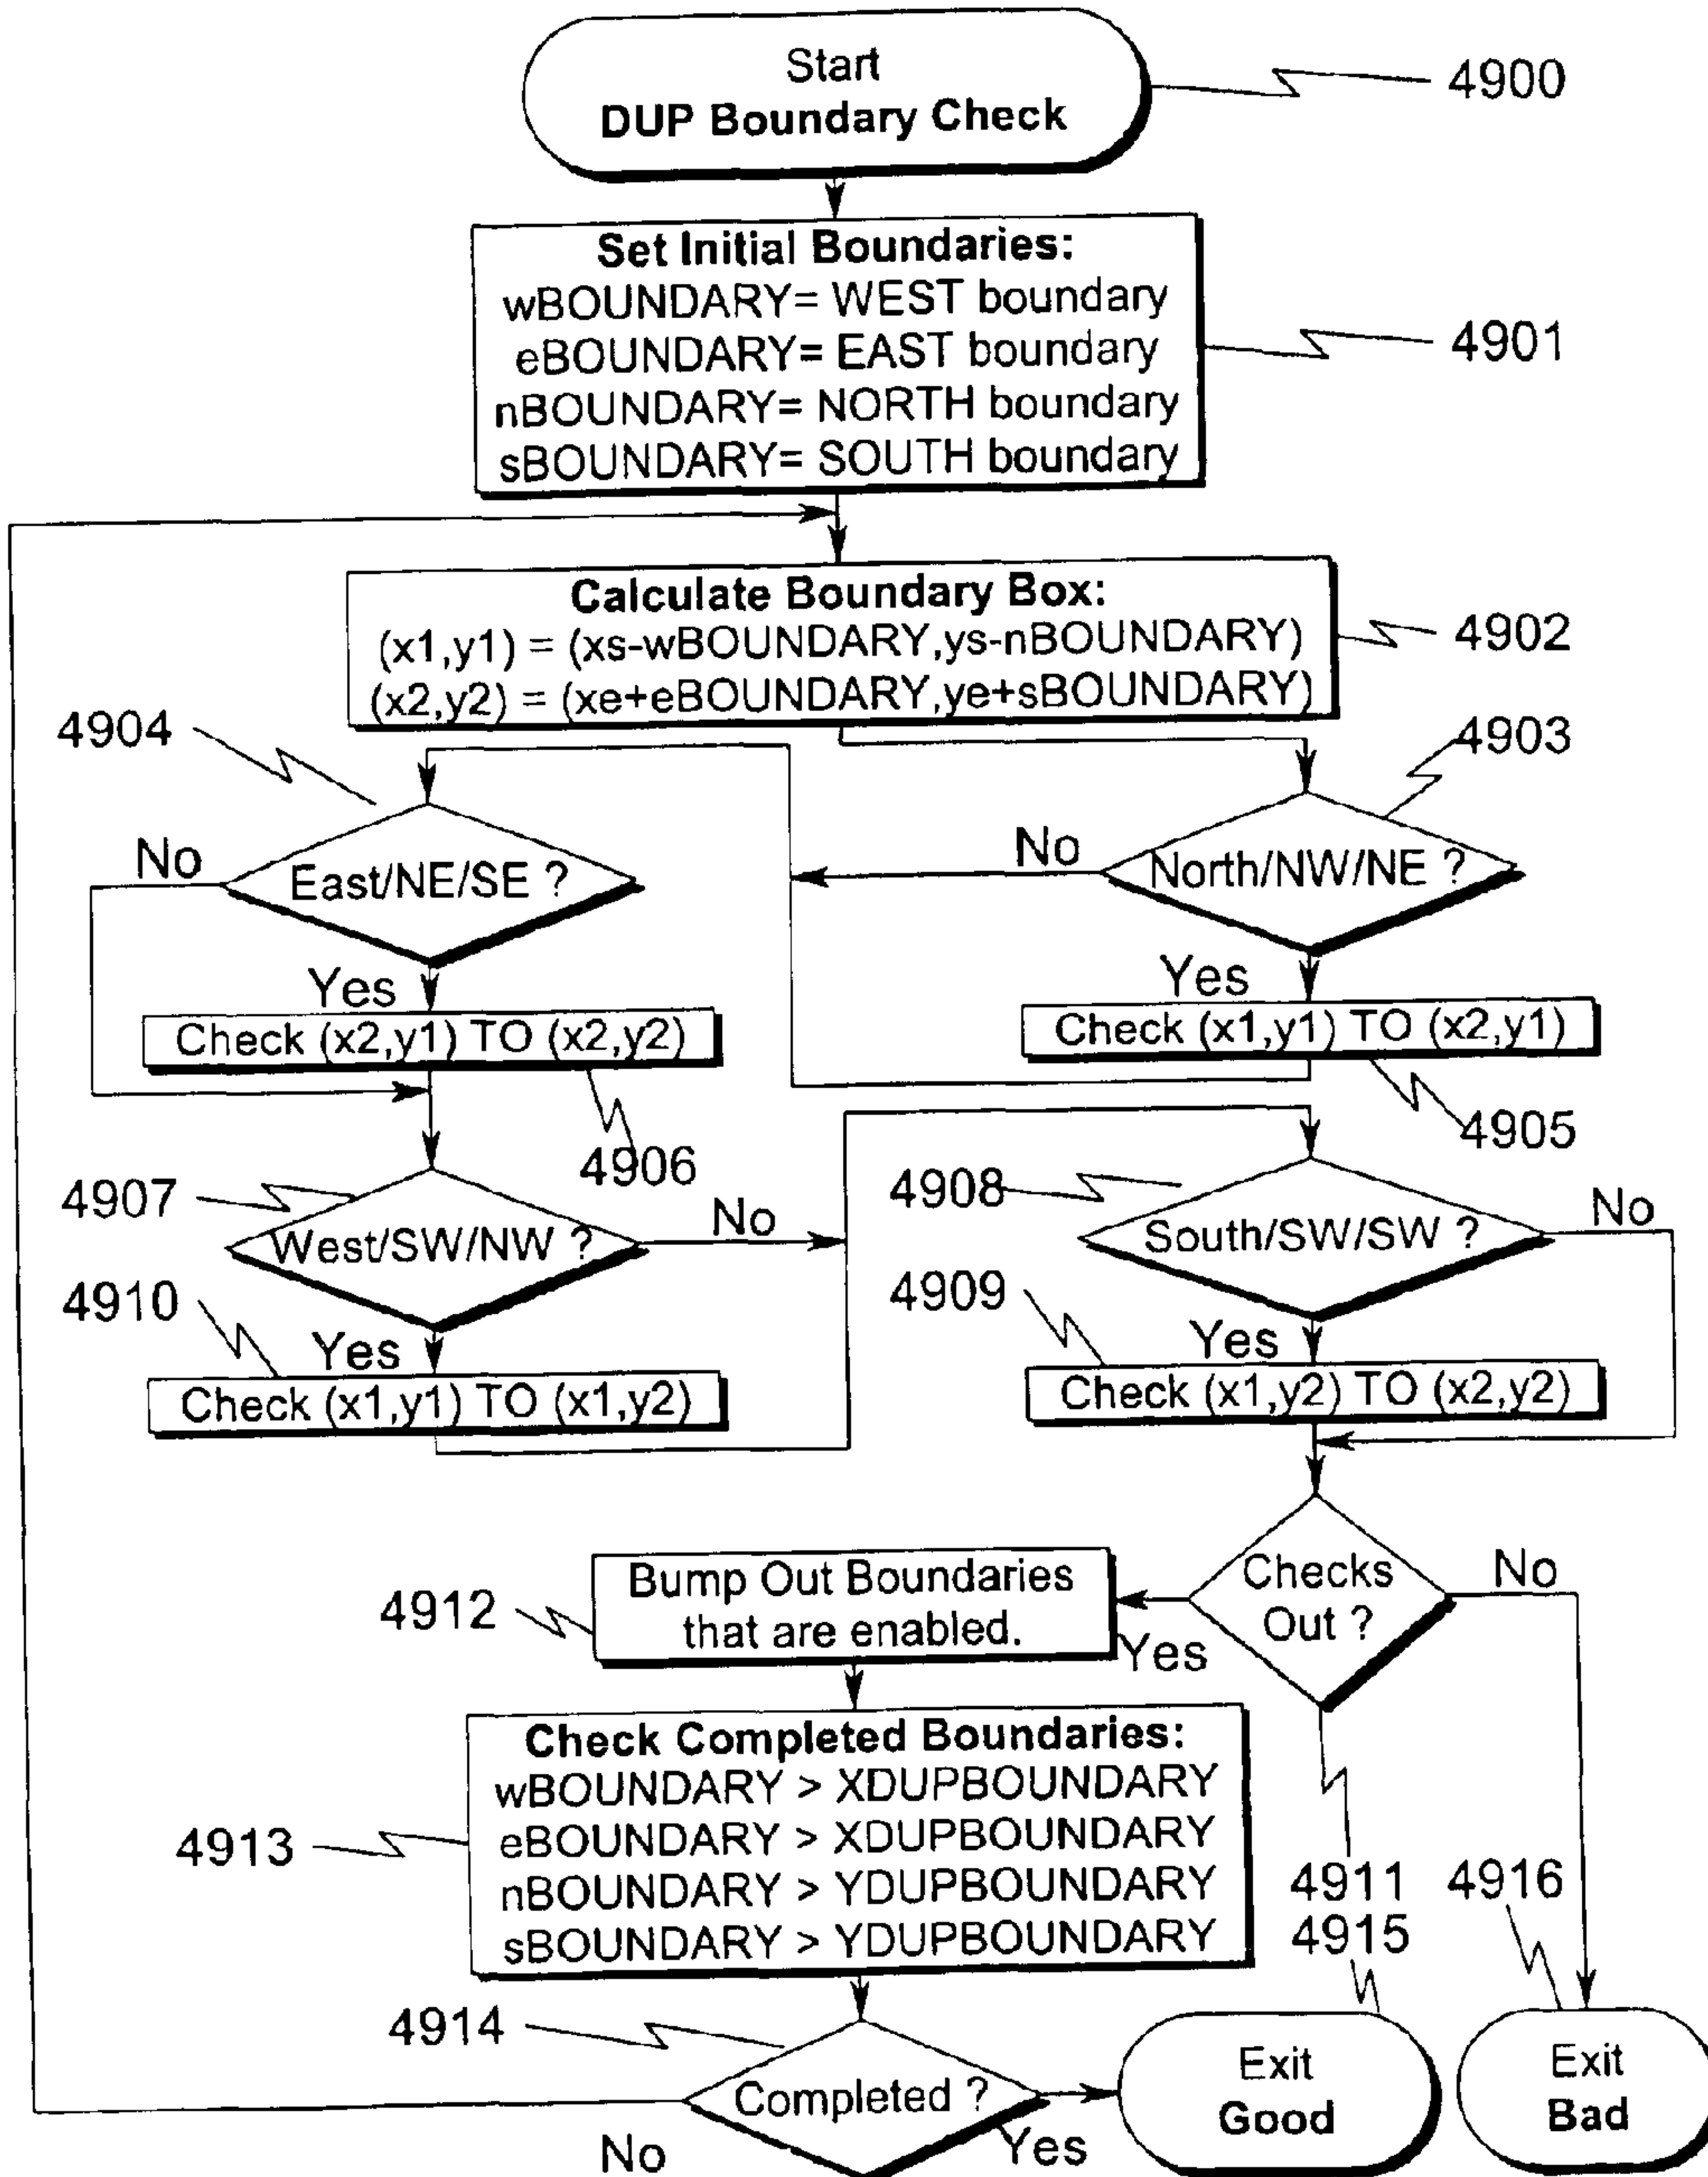 Start
DUP Boundary Check
4900
Set Initial Boundaries:
wBOUNDARY= WEST boundary
eBOUNDARY= EAST boundary
nBOUNDARY= NORTH boundary
sBOUNDARY= SOUTH boundary
4901
Calculate Boundary Box:
(x1,y1) = (xs-wBOUNDARY,ys-nBOUNDARY)
(x2,y2) = (xe+eBOUNDARY,ye+sBOUNDARY)
4902
4904
4903
No
East/NE/SE ?
No
North/NW/NE ?
Yes
Yes
Check (x2,y1) TO (x2,y2)
Check (x1,y1) TO (x2,y1)
4906
4905
4907
4908
West/SW/NW ?
No
South/SW/SW ?
No
4910
4909
Yes
Yes
Check (x1,y1) TO (x1,y2)
Check (x1,y2) TO (x2,y2)
4912
Bump Out Boundaries
that are enabled.
Yes
Checks
Out ?
No
Check Completed Boundaries:
wBOUNDARY > XDUPBOUNDARY
eBOUNDARY > XDUPBOUNDARY
nBOUNDARY > YDUPBOUNDARY
sBOUNDARY > YDUPBOUNDARY
4913
4911
4915
4916
4914
Completed ?
No
Yes
Exit
Good
Exit
Bad